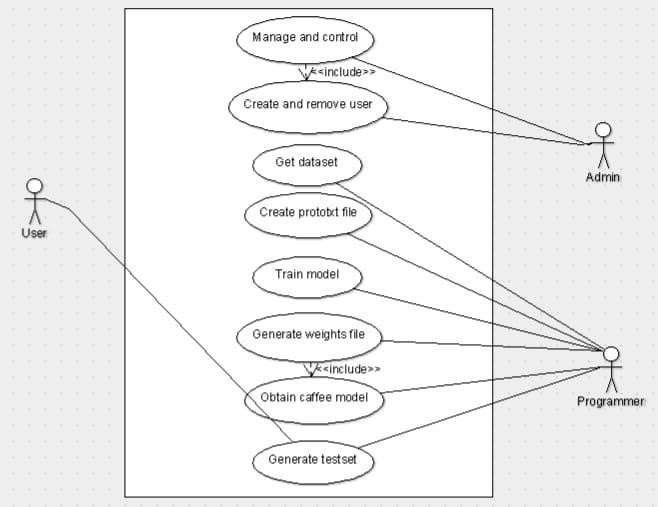 Manage and control
<<include>>
Create and remove user
Get dataset
Admin
Create prototxt file
User
Train model
Generate weights file
<<include>>
Obtain caffee model
Programmer
Generate testset